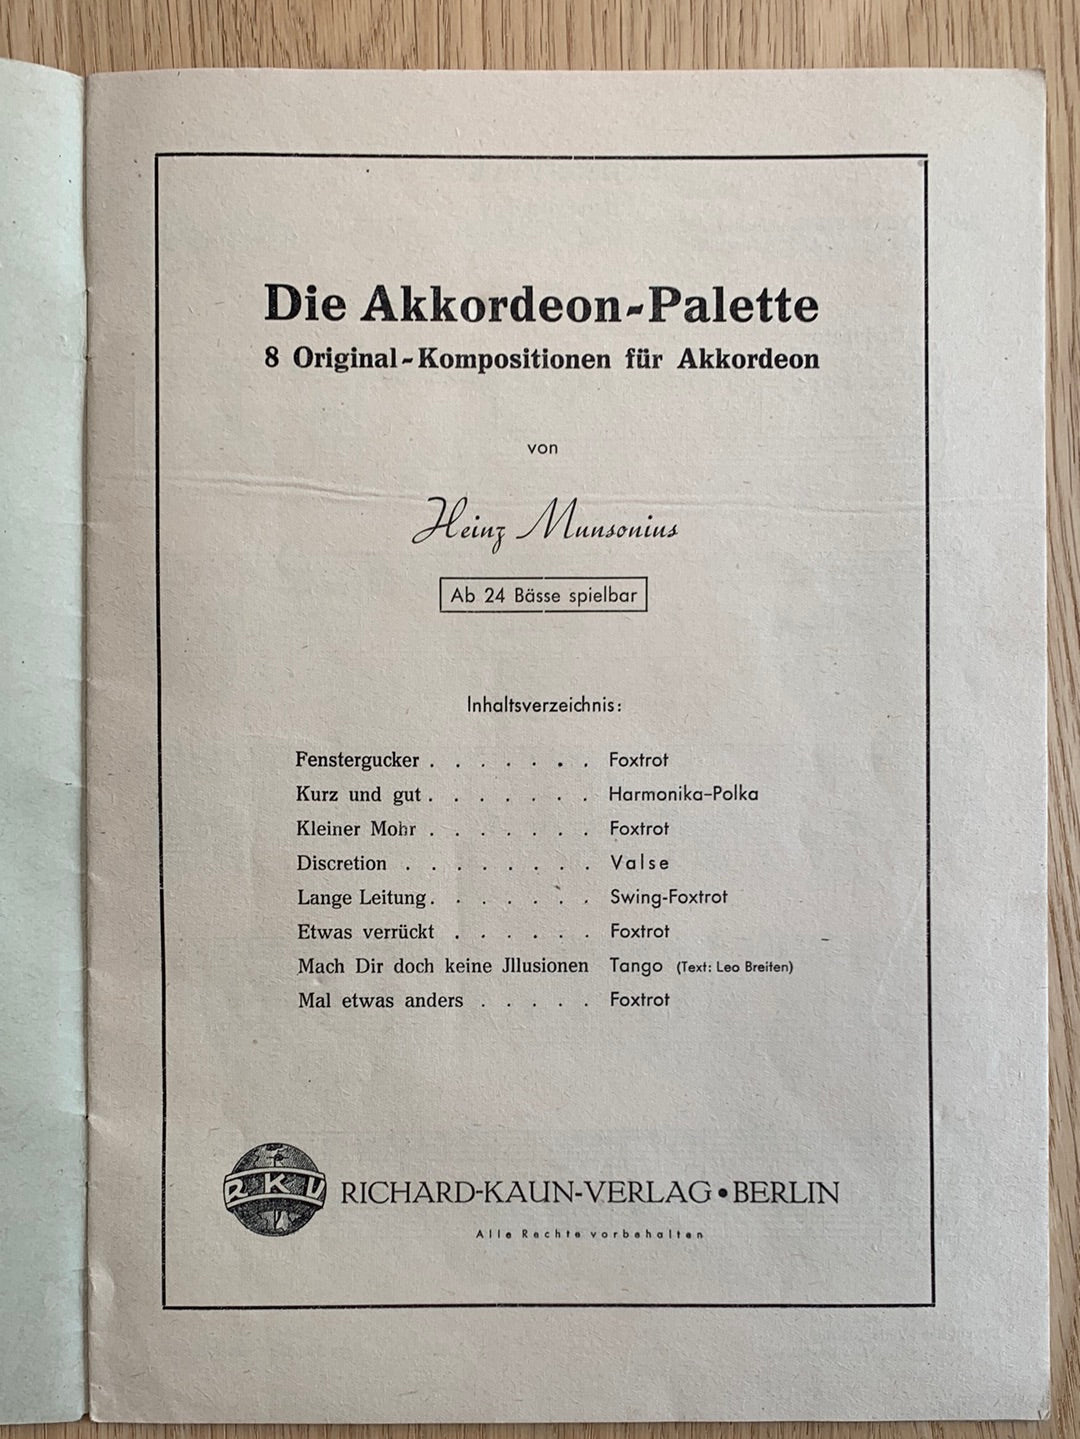 Die Akkordeon-Palette
8 Original-Kompositionen für Akkordeon
von
Heinz Munsonius
Ab 24 Bässe spielbar
Inhaltsverzeichnis:
Fenstergucker . . . . . . . Foxtrot
Kurz und gut . . . . . . . Harmonika-Polka
Kleiner Mohr . . . . . . . Foxtrot
Discretion . . . . . . . . Valse
Lange Leitung . . . . . . . Swing-Foxtrot
Etwas verrückt . . . . . . Foxtrot
Mach Dir doch keine Jllusionen Tango (Text: Leo Breiten)
Mal etwas anders . . . . . Foxtrot
RKV RICHARD-KAUN-VERLAG • BERLIN
Alle Rechte vorbehalten